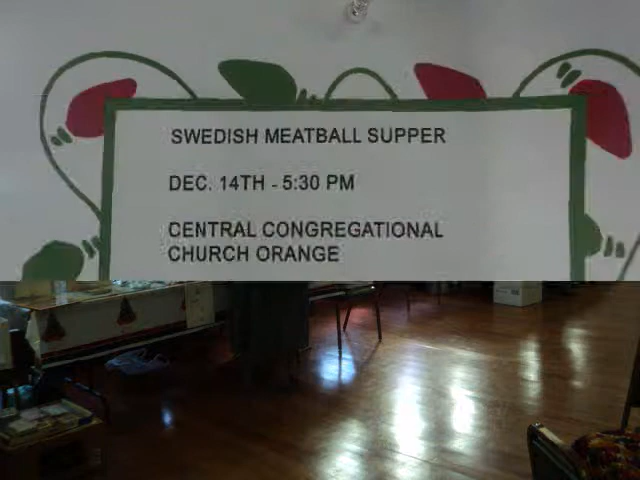 SWEDISH MEATBALL SUPPER
DEC. 14TH - 5:30 PM
CENTRAL CONGREGATIONAL
CHURCH ORANGE